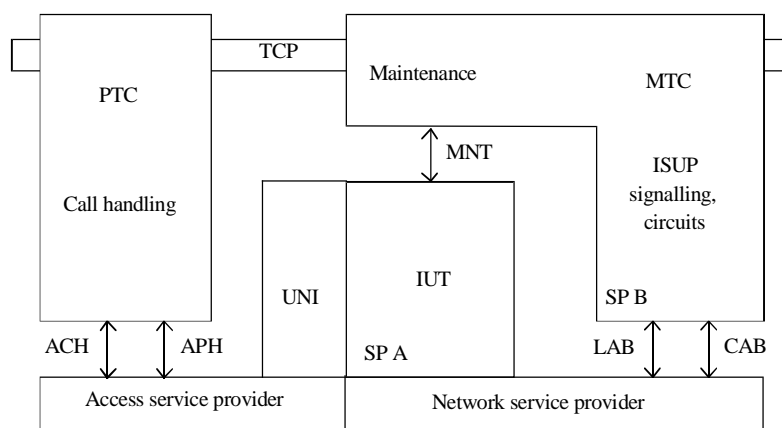 TCP
Maintenance
PTC
MTC
MNT
ISUP
signalling,
circuits
Call handling
UNI
IUT
SP B
SP A
ACH
APH
LAB
CAB
Access service provider
Network service provider